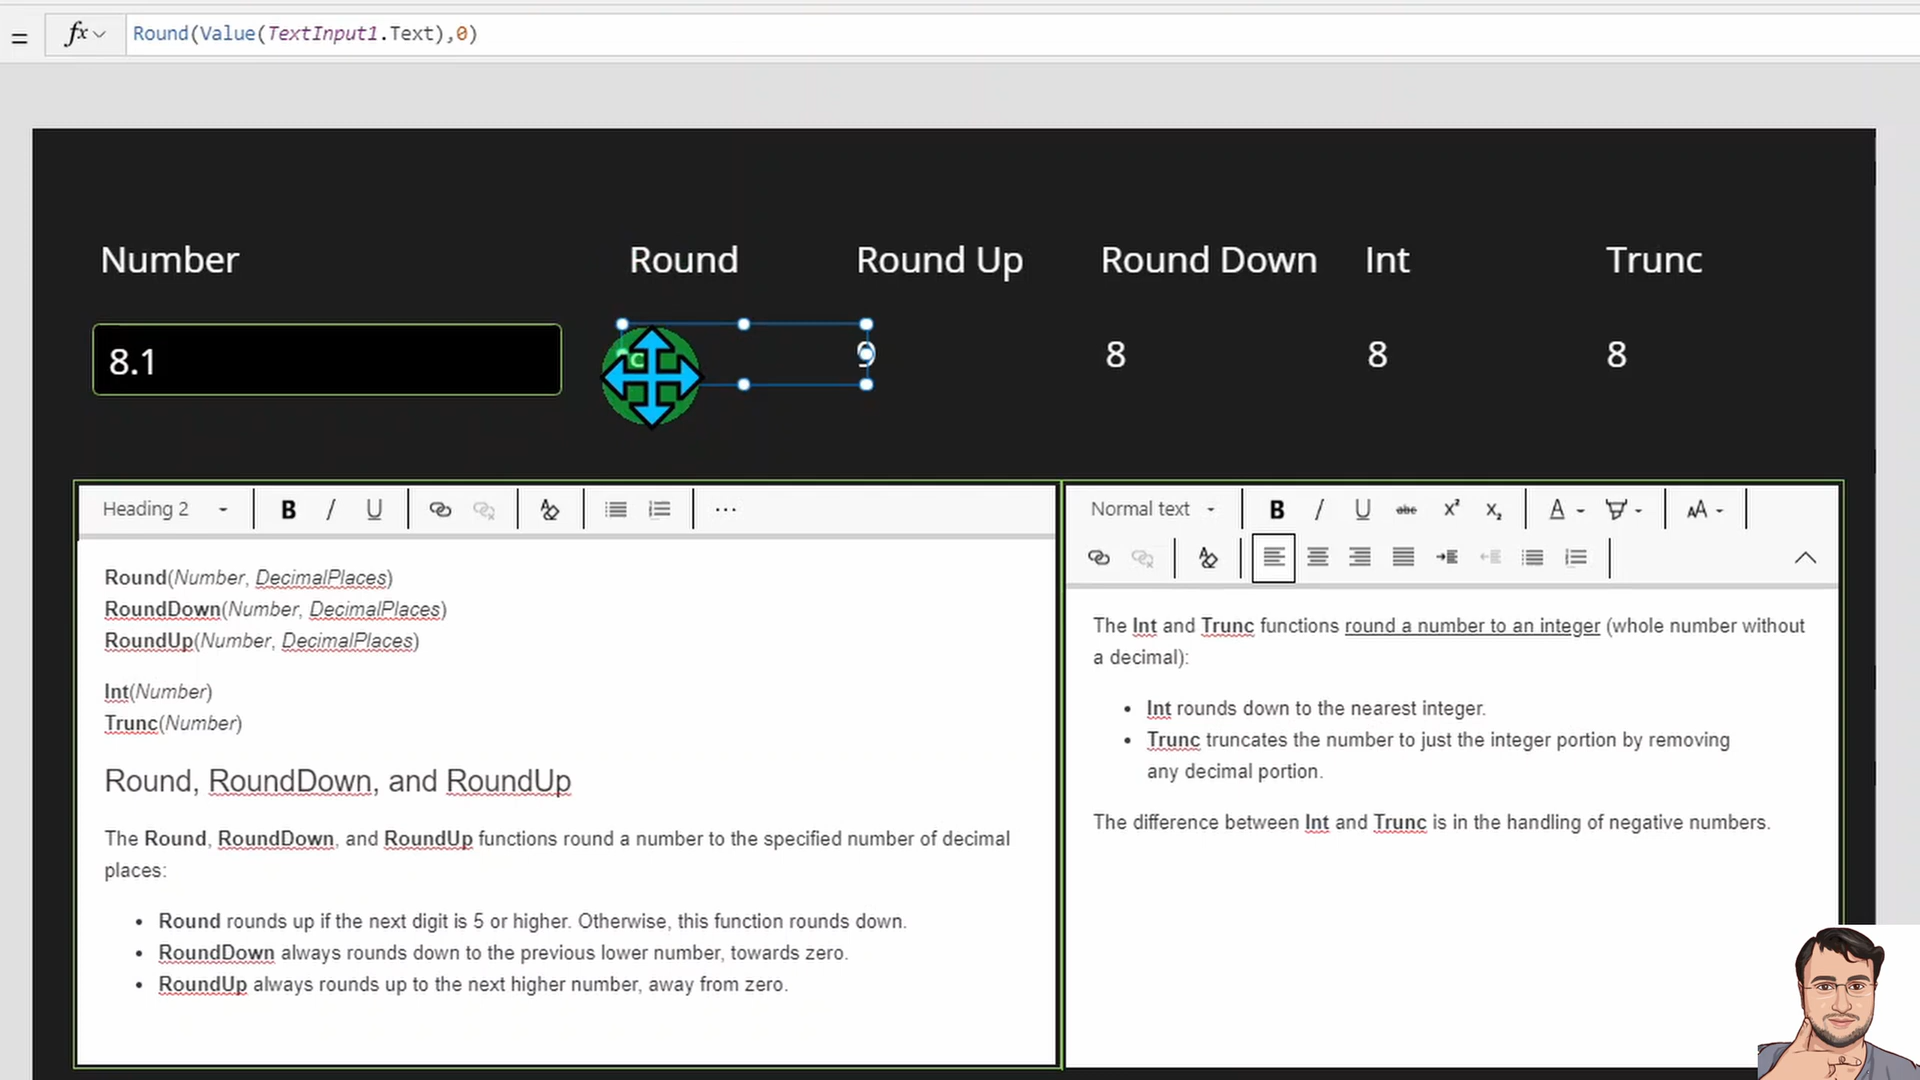 Round(Value(TextInput1.Text),0)
Number Round Round Up Round Down Int Trunc
8.1 9 8 8 8
Heading 2
Normal text
Round(Number, DecimalPlaces)
RoundDown(Number, DecimalPlaces)
RoundUp(Number, DecimalPlaces)
Int(Number)
Trunc(Number)
Round, RoundDown, and RoundUp
The Round, RoundDown, and RoundUp functions round a number to the specified number of decimal
places:
• Round rounds up if the next digit is 5 or higher. Otherwise, this function rounds down.
• RoundDown always rounds down to the previous lower number, towards zero.
• RoundUp always rounds up to the next higher number, away from zero.
The Int and Trunc functions round a number to an integer (whole number without
a decimal):
• Int rounds down to the nearest integer.
• Trunc truncates the number to just the integer portion by removing
any decimal portion.
The difference between Int and Trunc is in the handling of negative numbers.